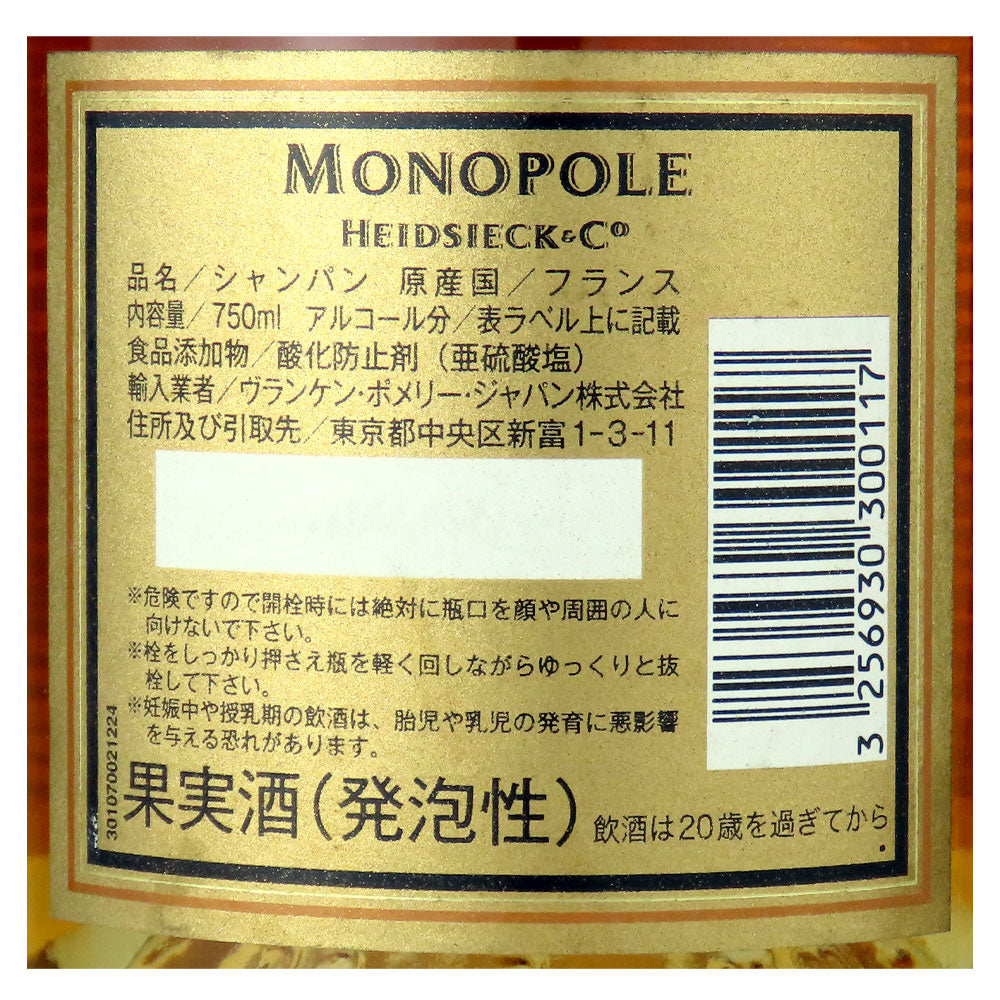 MONOPOLE
HEIDSIECK & Cº
品名／シャンパン 原産国／フランス
内容量／750ml アルコール分／表ラベル上に記載
食品添加物／酸化防止剤（亜硫酸塩）
輸入業者／ヴランケン・ポメリー・ジャパン株式会社
住所及び引取先／東京都中央区新富1-3-11
※危険ですので開栓時には絶対に瓶口を顔や周囲の人に
向けないで下さい。
※栓をしっかり押さえ瓶を軽く回しながらゆっくりと抜
栓して下さい。
※妊娠中や授乳期の飲酒は、胎児や乳児の発育に悪影響
を与える恐れがあります。
果実酒（発泡性）飲酒は20歳を過ぎてから.
3 256930 300117
301070021224